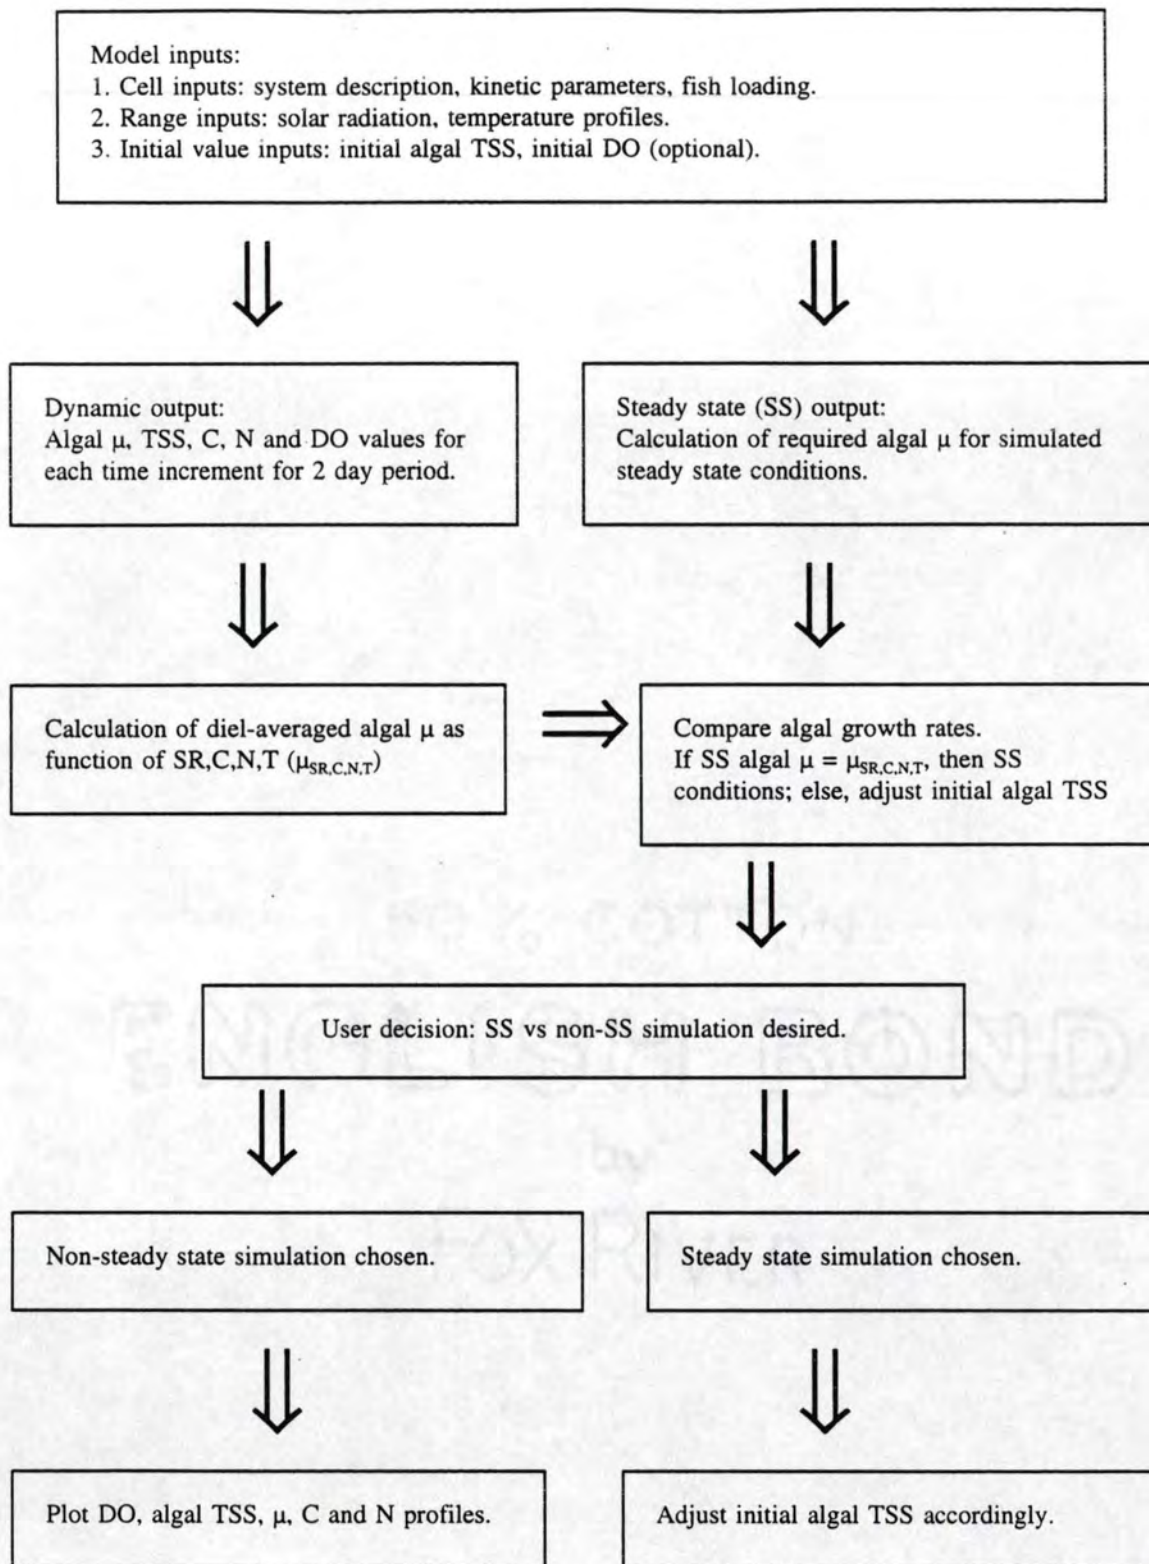 Model inputs:
1. Cell inputs: system description, kinetic parameters, fish loading.
2. Range inputs: solar radiation, temperature profiles.
3. Initial value inputs: initial algal TSS, initial DO (optional).
Dynamic output:
Algal μ, TSS, C, N and DO values for
each time increment for 2 day period.
Steady state (SS) output:
Calculation of required algal μ for simulated
steady state conditions.
Calculation of diel-averaged algal μ as
function of SR,C,N,T (μSR,C,N,T)
Compare algal growth rates.
If SS algal μ = μSR,C,N,T, then SS
conditions; else, adjust initial algal TSS
User decision: SS vs non-SS simulation desired.
Non-steady state simulation chosen.
Steady state simulation chosen.
Plot DO, algal TSS, μ, C and N profiles.
Adjust initial algal TSS accordingly.